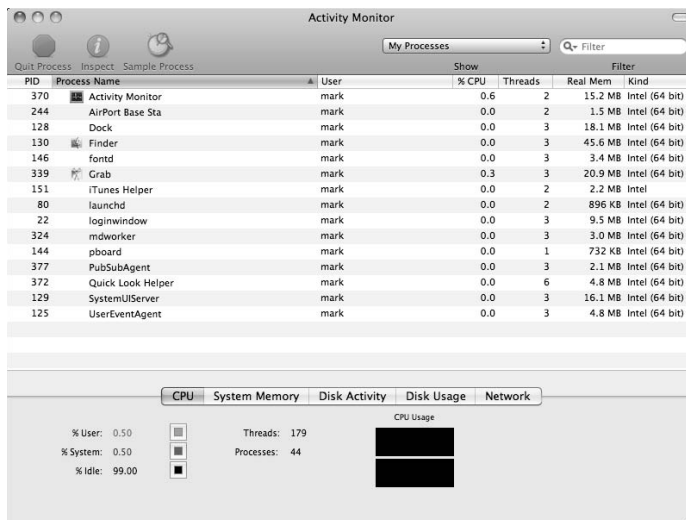 Activity Monitor
My Processes
Filter
Quit Process Inspect Sample Process Show Filter
PID Process Name User % CPU Threads Real Mem Kind
370 Activity Monitor mark 0.6 2 15.2 MB Intel (64 bit)
244 AirPort Base Sta mark 0.0 2 1.5 MB Intel (64 bit)
128 Dock mark 0.0 3 18.1 MB Intel (64 bit)
130 Finder mark 0.0 3 45.6 MB Intel (64 bit)
146 fontd mark 0.0 3 3.4 MB Intel (64 bit)
339 Grab mark 0.3 3 20.9 MB Intel (64 bit)
151 iTunes Helper mark 0.0 2 2.2 MB Intel
80 launchd mark 0.0 2 896 KB Intel (64 bit)
22 loginwindow mark 0.0 3 9.5 MB Intel (64 bit)
324 mdworker mark 0.0 3 3.0 MB Intel (64 bit)
144 pboard mark 0.0 1 732 KB Intel (64 bit)
377 PubSubAgent mark 0.0 3 2.1 MB Intel (64 bit)
372 Quick Look Helper mark 0.0 6 4.8 MB Intel (64 bit)
129 SystemUIServer mark 0.0 3 16.1 MB Intel (64 bit)
125 UserEventAgent mark 0.0 3 4.8 MB Intel (64 bit)
CPU System Memory Disk Activity Disk Usage Network
CPU Usage
% User: 0.50 Threads: 179
% System: 0.50 Processes: 44
% Idle: 99.00